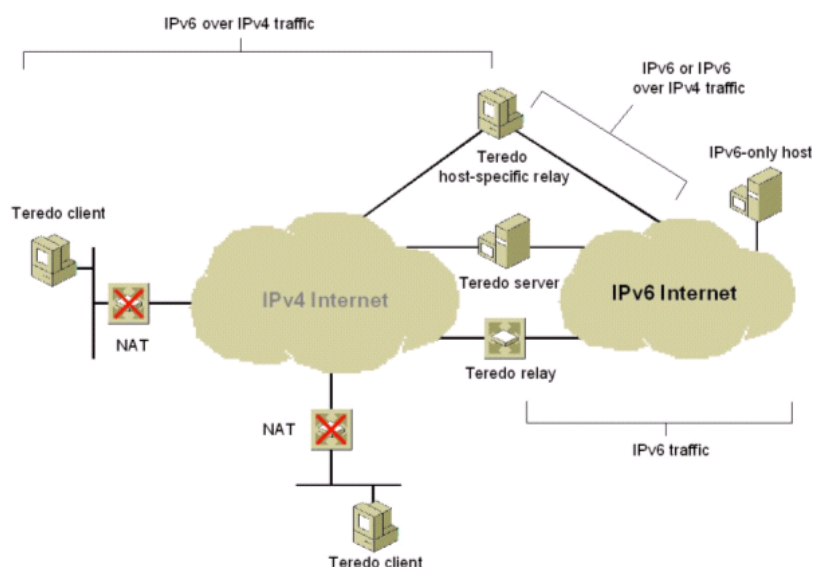 IPv6 over IPv4 traffic
IPv6 or IPv6
over IPv4 traffic
Teredo
host-specific relay
IPv6-only host
Teredo client
Teredo server
IPv4 Internet
IPv6 Internet
NAT
Teredo relay
NAT
IPv6 traffic
Teredo client